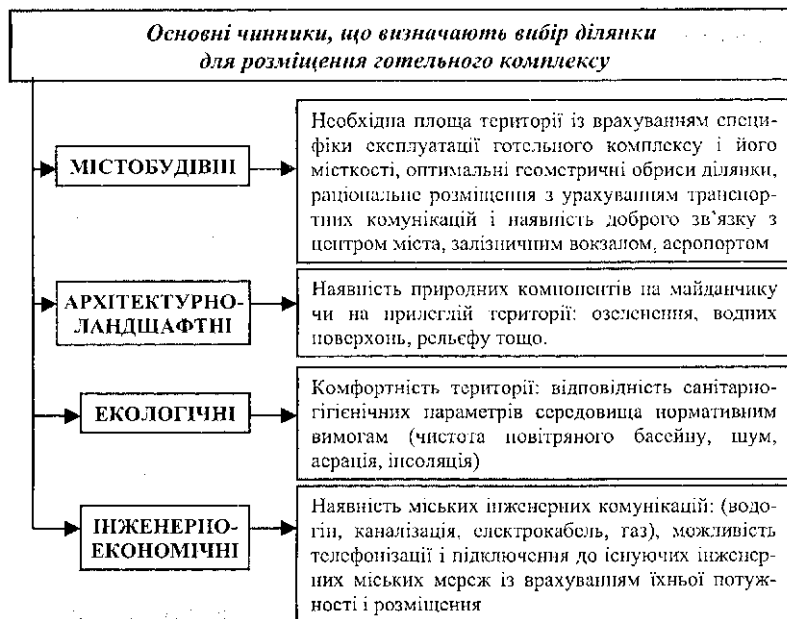 Основні чинники, що визначають вибір ділянки
для розміщення готельного комплексу
МІСТОБУДІВНІ
Необхідна площа території із врахуванням специ-
фіки експлуатації готельного комплексу і його
місткості, оптимальні геометричні обриси ділянки,
раціональне розміщення з урахуванням транспор-
тних комунікацій і наявність доброго зв'язку з
центром міста, залізничним вокзалом, аеропортом
АРХІТЕКТУРНО-
ЛАНДШАФТНІ
Наявність природних компонентів на майданчику
чи на прилеглій території: озеленення, водних
поверхонь, рельєфу тощо.
ЕКОЛОГІЧНІ
Комфортність території: відповідність санітарно-
гігієнічних параметрів середовища нормативним
вимогам (чистота повітряного басейну, шум,
аерація, інсоляція)
ІНЖЕНЕРНО-
ЕКОНОМІЧНІ
Наявність міських інженерних комунікацій: (водо-
гін, каналізація, електрокабель, газ), можливість
телефонізації і підключення до існуючих інженер-
них міських мереж із врахуванням їхньої потуж-
ності і розміщення